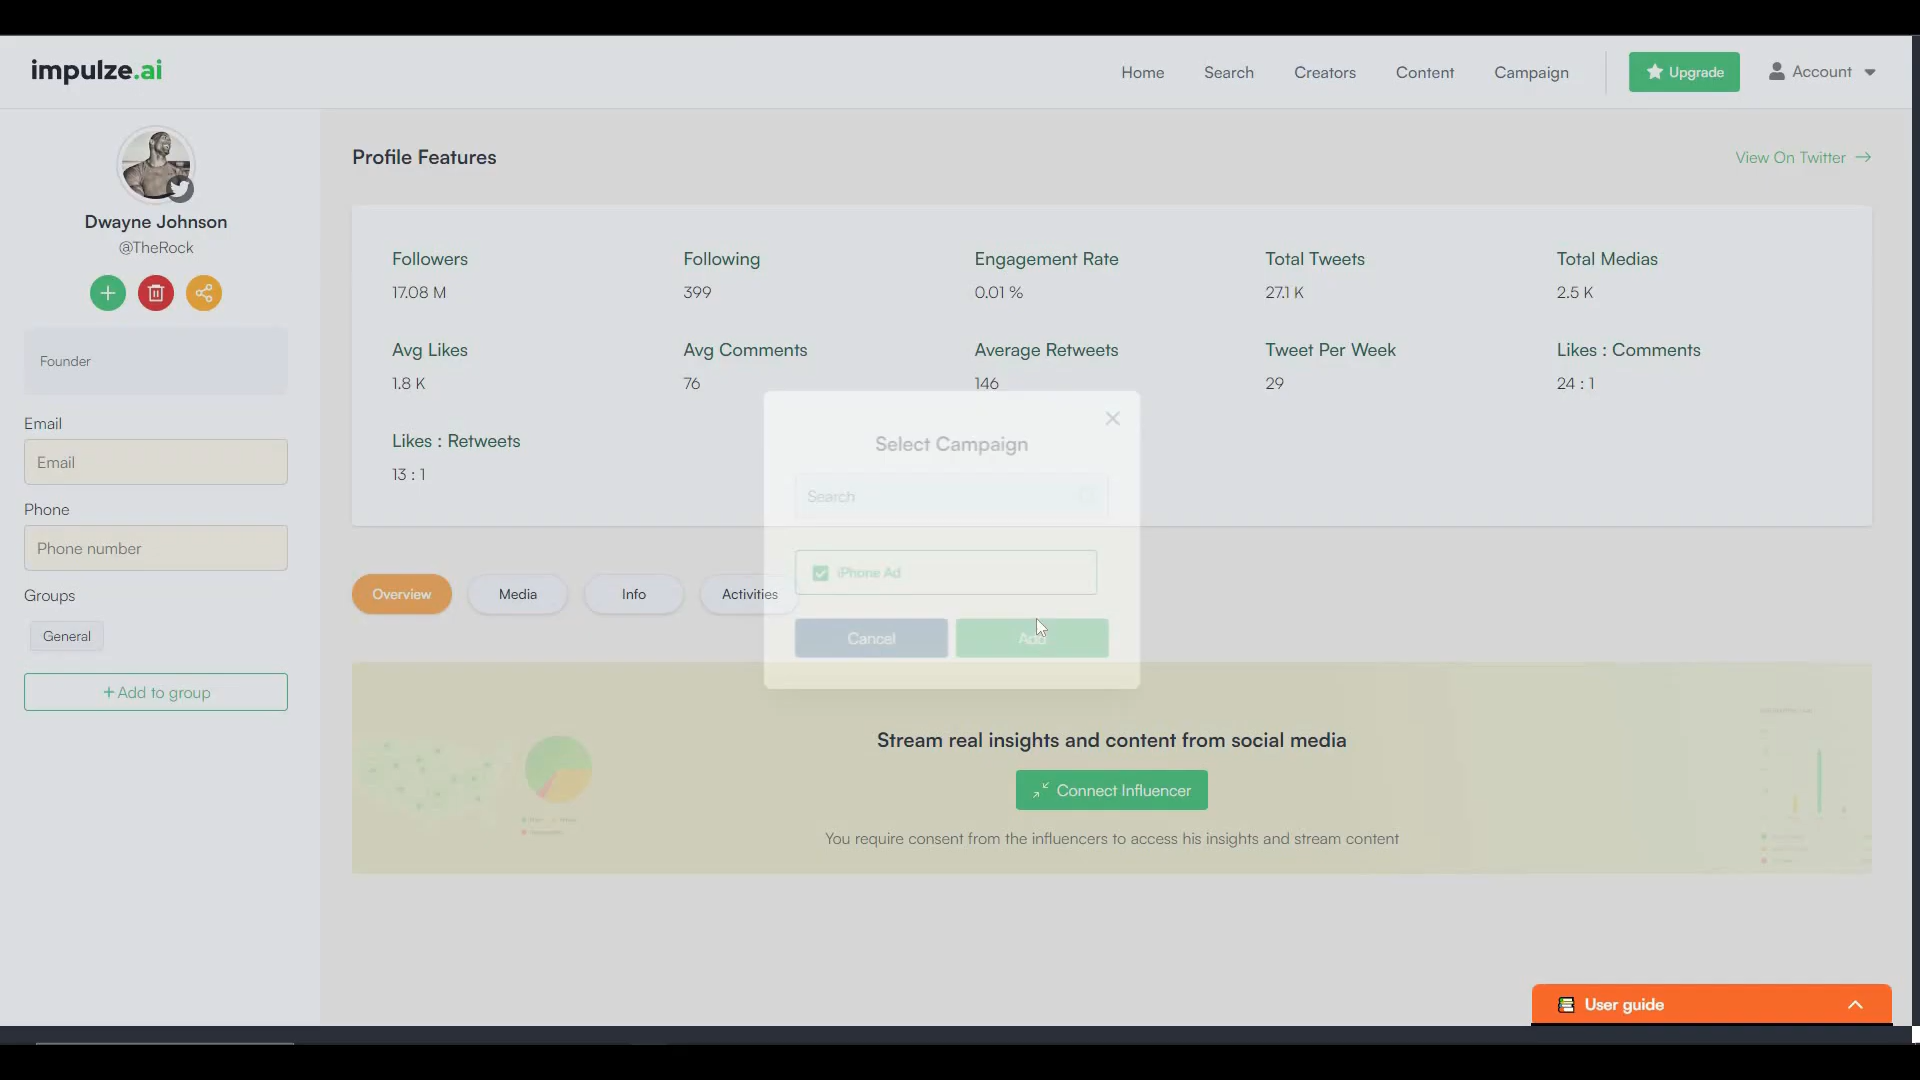 impulze.ai
Home Search Creators Content Campaign Upgrade Account
Dwayne Johnson
@TheRock
Founder
Email
Email
Phone
Phone number
Groups
General
+ Add to group
Profile Features
View On Twitter →
Followers Following Engagement Rate Total Tweets Total Medias
17.08 M 399 0.01 % 27.1 K 2.5 K
Avg Likes Avg Comments Average Retweets Tweet Per Week Likes : Comments
1.8 K 76 146 29 24 : 1
Likes : Retweets
13 : 1
Select Campaign
Search
iPhone Ad
Cancel Add
Overview Media Info Activities
Stream real insights and content from social media
Connect Influencer
You require consent from the influencers to access his insights and stream content
User guide